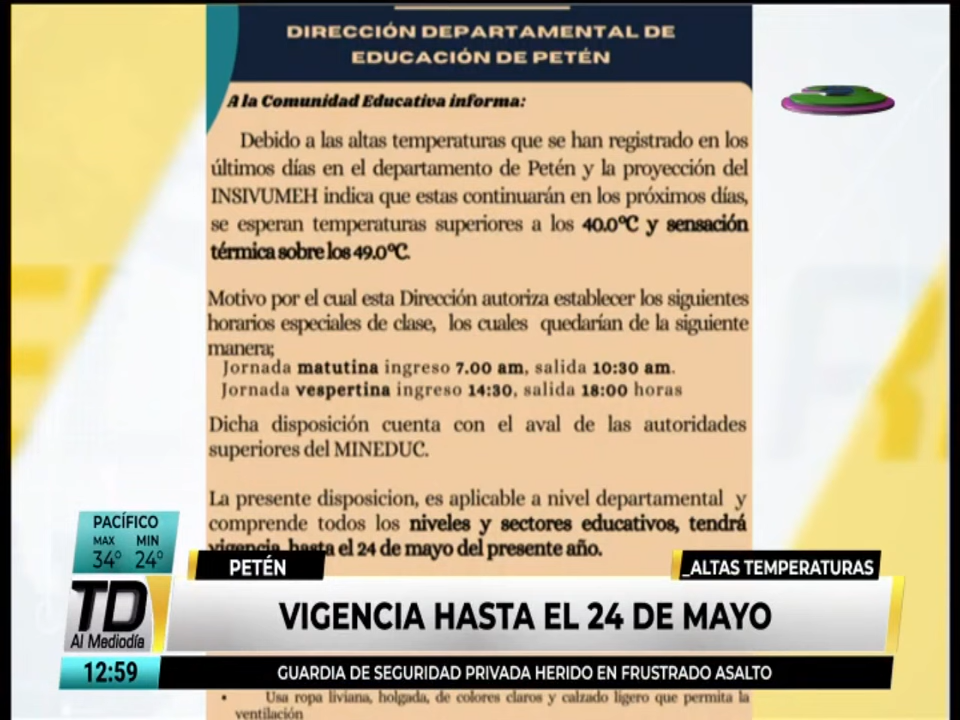 DIRECCIÓN DEPARTAMENTAL DE
EDUCACIÓN DE PETÉN
A la Comunidad Educativa informa:
Debido a las altas temperaturas que se han registrado en los
últimos días en el departamento de Petén y la proyección del
INSIVUMEH indica que estas continuarán en los próximos días,
se esperan temperaturas superiores a los 40.0°C y sensación
térmica sobre los 49.0°C.
Motivo por el cual esta Dirección autoriza establecer los siguientes
horarios especiales de clase, los cuales quedarían de la siguiente
manera;
Jornada matutina ingreso 7.00 am, salida 10:30 am.
Jornada vespertina ingreso 14:30, salida 18:00 horas
Dicha disposición cuenta con el aval de las autoridades
superiores del MINEDUC.
La presente disposicion, es aplicable a nivel departamental y
comprende todos los niveles y sectores educativos, tendrá
vigencia hasta el 24 de mayo del presente año.
PACÍFICO
MAX MIN
34° 24°
PETÉN
_ALTAS TEMPERATURAS
TD
Al Mediodía
VIGENCIA HASTA EL 24 DE MAYO
12:59
GUARDIA DE SEGURIDAD PRIVADA HERIDO EN FRUSTRADO ASALTO
• Usa ropa liviana, holgada, de colores claros y calzado ligero que permita la
ventilación